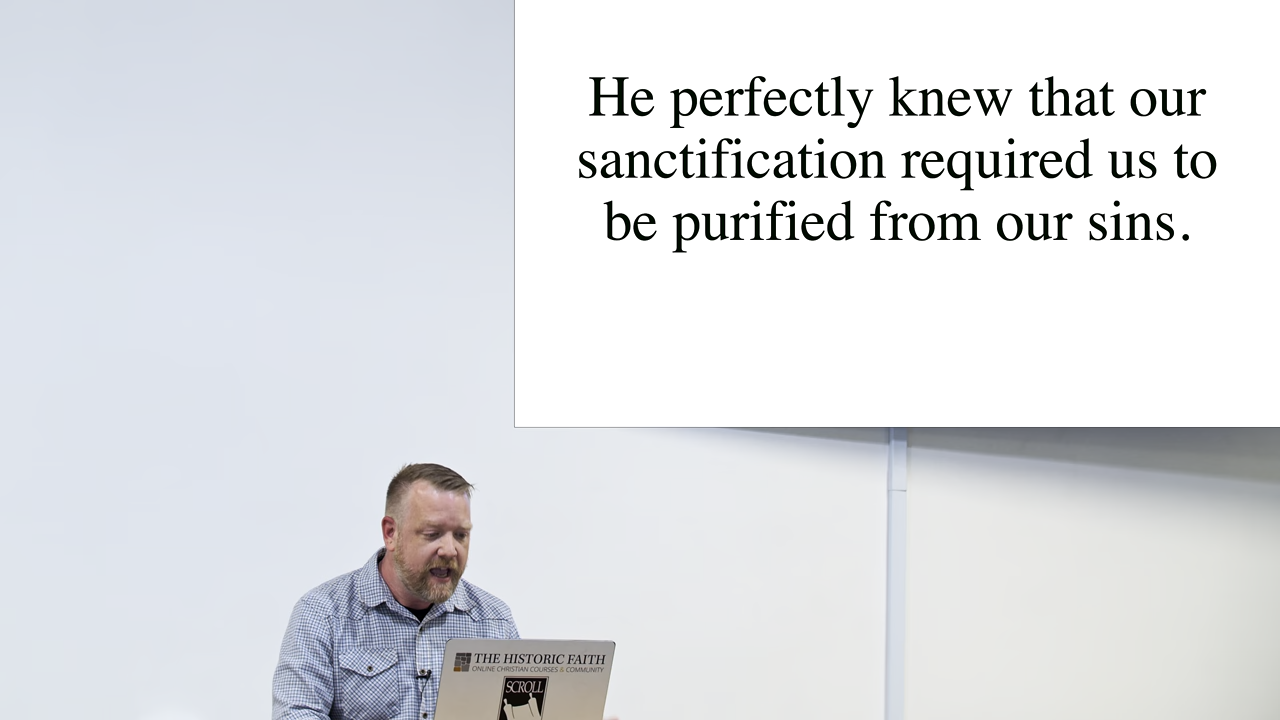 He perfectly knew that our
sanctification required us to
be purified from our sins.
THE HISTORIC FAITH
ONLINE CHRISTIAN COURSES & COMMUNITY
SCROLL